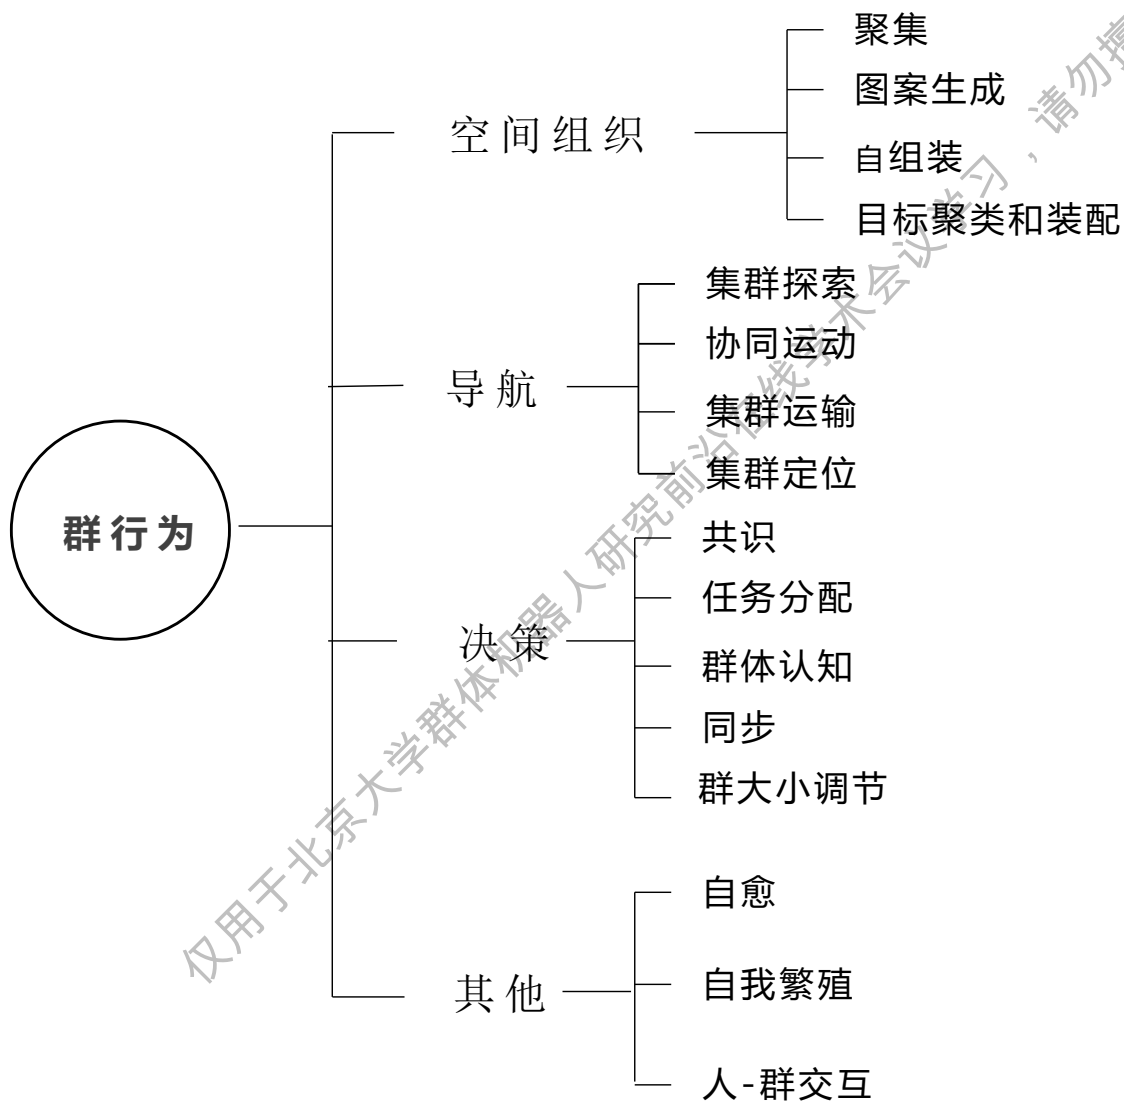 群行为
空间组织
聚集
图案生成
自组装
目标聚类和装配
导航
集群探索
协同运动
集群运输
集群定位
决策
共识
任务分配
群体认知
同步
群大小调节
其他
自愈
自我繁殖
人-群交互
仅用于北京大学群体机器人研究前沿在线学术会议学习，请勿擅